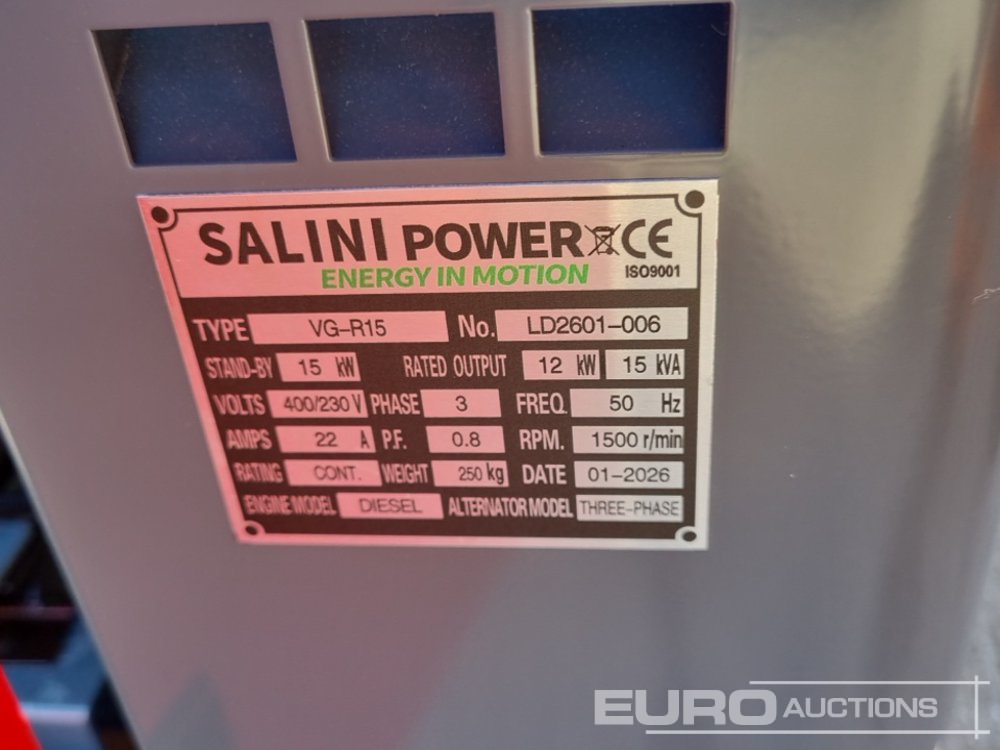 SALINI POWER CE
ENERGY IN MOTION ISO9001
TYPE VG-R15 No. LD2601-006
STAND-BY 15 kW RATED OUTPUT 12 kW 15 kVA
VOLTS 400/230 V PHASE 3 FREQ. 50 Hz
AMPS 22 A P.F. 0.8 RPM. 1500 r/min
RATING CONT. WEIGHT 250 kg DATE 01-2026
ENGINE MODEL DIESEL ALTERNATOR MODEL THREE-PHASE
EURO AUCTIONS